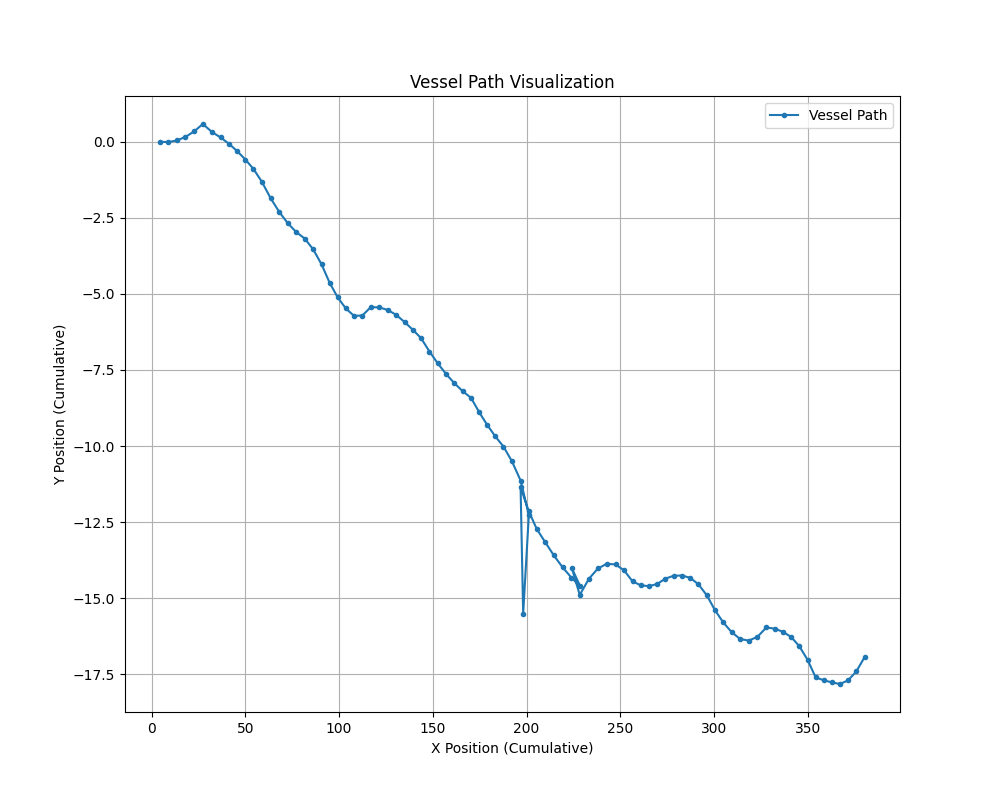 Vessel Path Visualization
Vessel Path
0.0
−2.5
−5.0
−7.5
−10.0
−12.5
−15.0
−17.5
Y Position (Cumulative)
0 50 100 150 200 250 300 350
X Position (Cumulative)